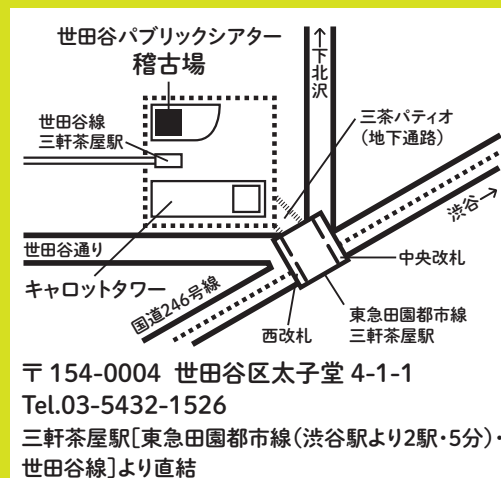 世田谷パブリックシアター
稽古場
↑下北沢
世田谷線
三軒茶屋駅
三茶パティオ
(地下通路)
渋谷→
世田谷通り
中央改札
キャロットタワー
国道246号線
東急田園都市線
三軒茶屋駅
西改札
〒154-0004 世田谷区太子堂 4-1-1
Tel.03-5432-1526
三軒茶屋駅[東急田園都市線(渋谷駅より2駅・5分)・
世田谷線]より直結